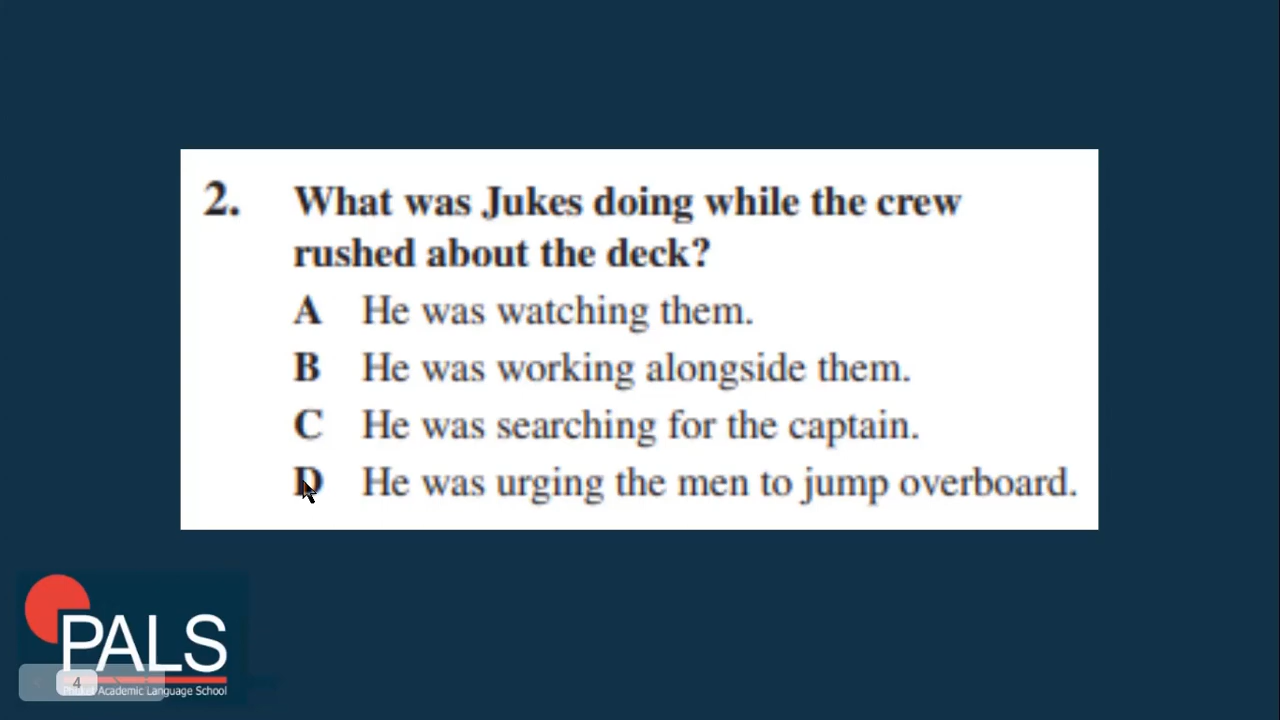 2. What was Jukes doing while the crew
rushed about the deck?
A He was watching them.
B He was working alongside them.
C He was searching for the captain.
D He was urging the men to jump overboard.
PALS
4
Phuket Academic Language School